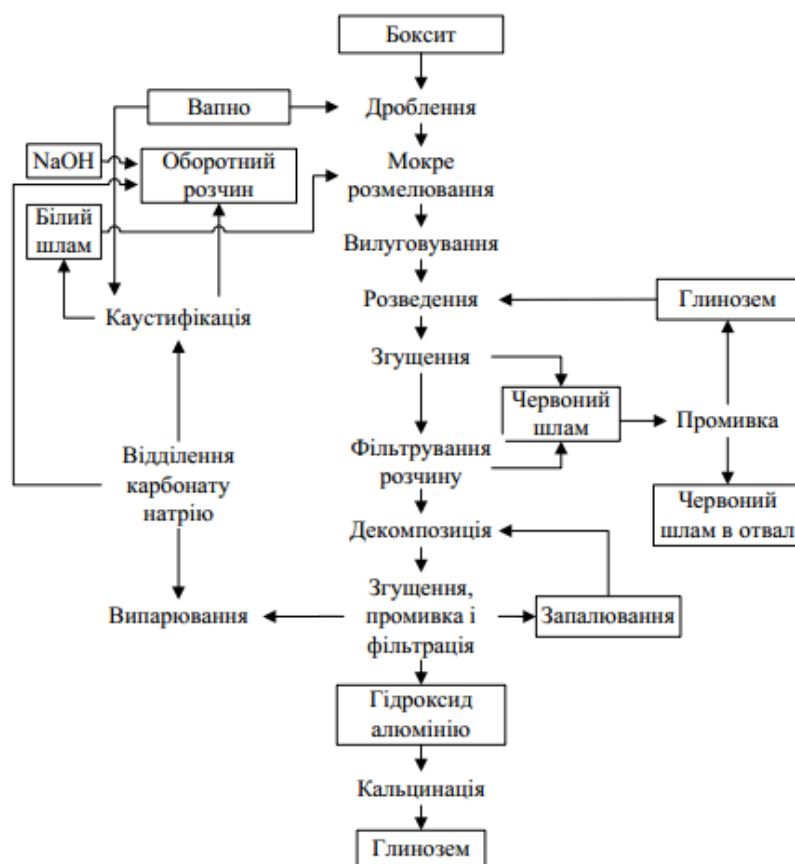 Боксит
Вапно
Дроблення
NaOH
Оборотний
розчин
Мокре
розмелювання
Білий
шлам
Вилуговування
Розведення
Глинозем
Каустифікація
Згущення
Червоний
шлам
Промивка
Відділення
карбонату
натрію
Фільтрування
розчину
Червоний
шлам в отвал
Декомпозиція
Випарювання
Згущення,
промивка і
фільтрація
Запалювання
Гідроксид
алюмінію
Кальцинація
Глинозем